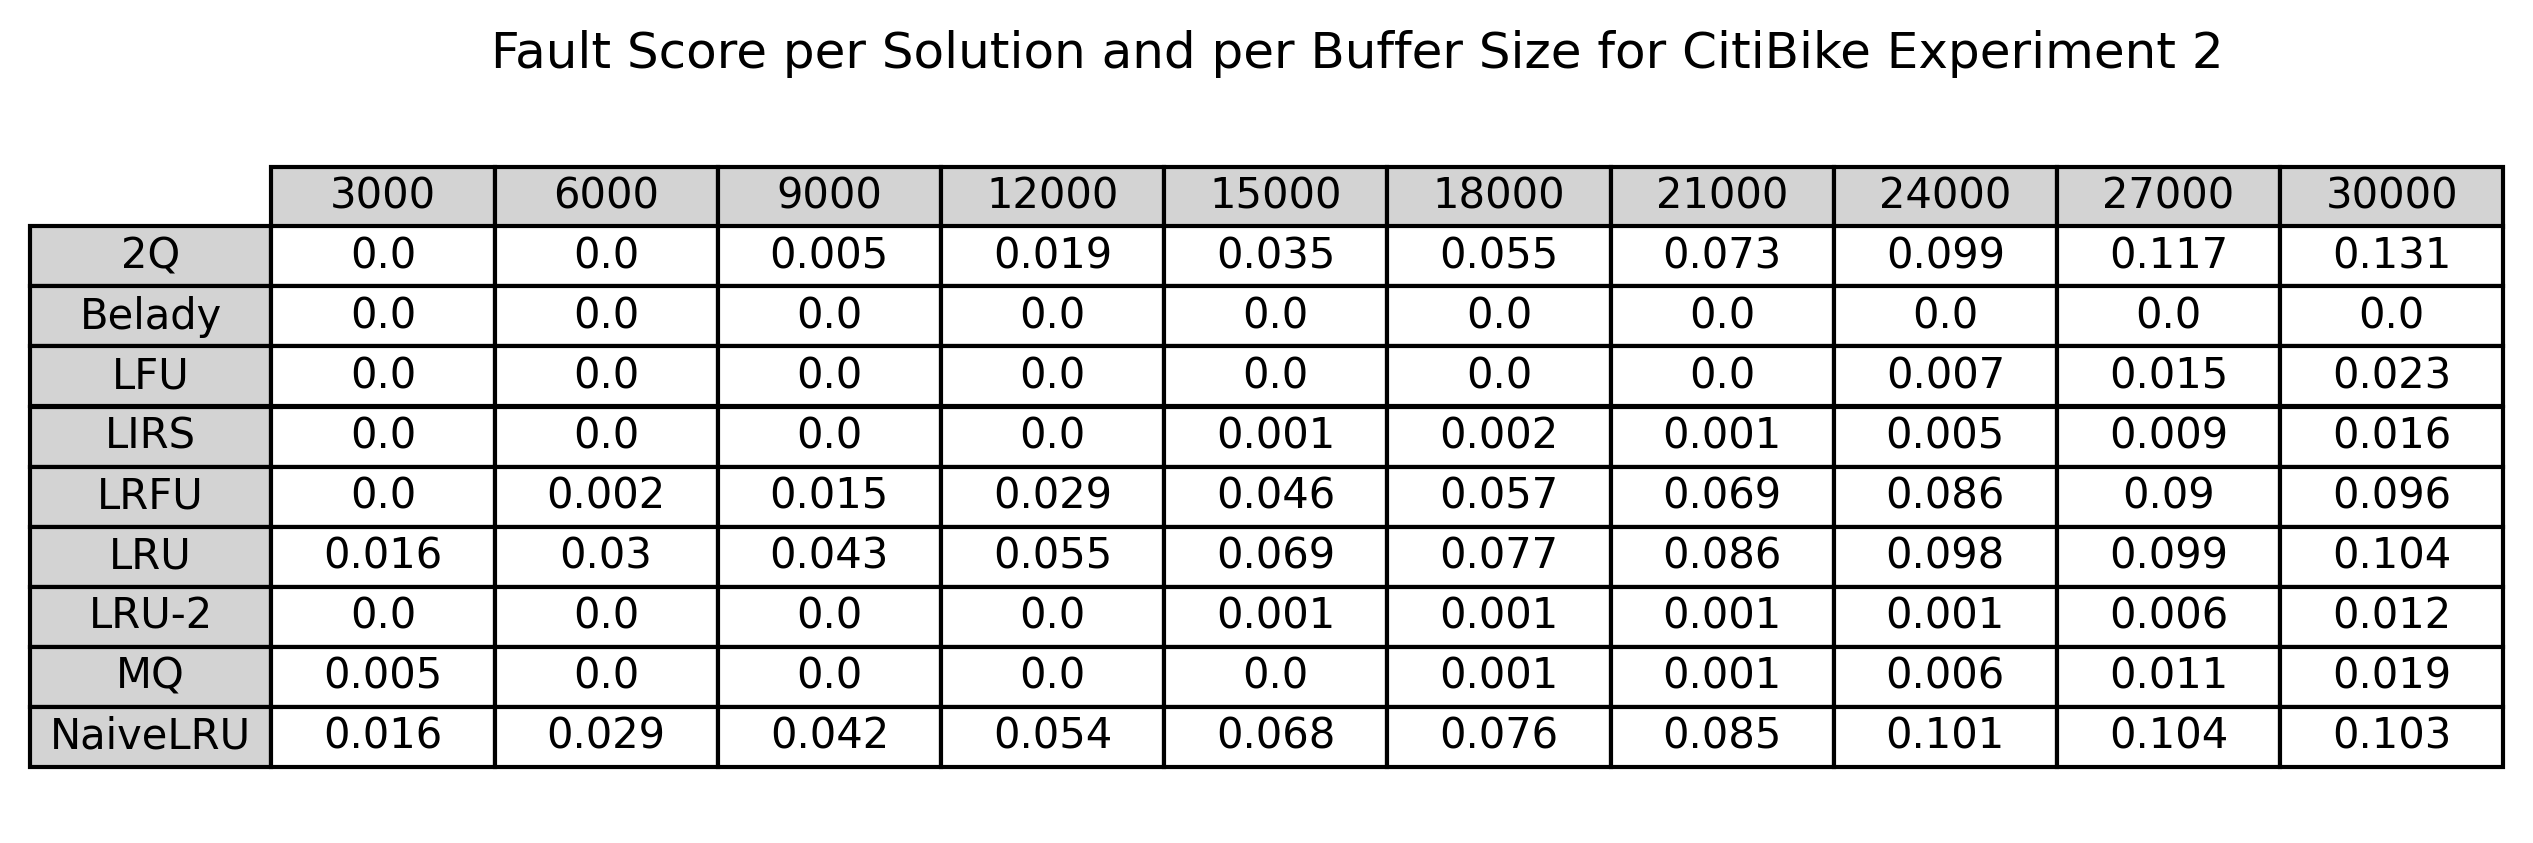 Fault Score per Solution and per Buffer Size for CitiBike Experiment 2
3000 6000 9000 12000 15000 18000 21000 24000 27000 30000
2Q 0.0 0.0 0.005 0.019 0.035 0.055 0.073 0.099 0.117 0.131
Belady 0.0 0.0 0.0 0.0 0.0 0.0 0.0 0.0 0.0 0.0
LFU 0.0 0.0 0.0 0.0 0.0 0.0 0.0 0.007 0.015 0.023
LIRS 0.0 0.0 0.0 0.0 0.001 0.002 0.001 0.005 0.009 0.016
LRFU 0.0 0.002 0.015 0.029 0.046 0.057 0.069 0.086 0.09 0.096
LRU 0.016 0.03 0.043 0.055 0.069 0.077 0.086 0.098 0.099 0.104
LRU-2 0.0 0.0 0.0 0.0 0.001 0.001 0.001 0.001 0.006 0.012
MQ 0.005 0.0 0.0 0.0 0.0 0.001 0.001 0.006 0.011 0.019
NaiveLRU 0.016 0.029 0.042 0.054 0.068 0.076 0.085 0.101 0.104 0.103